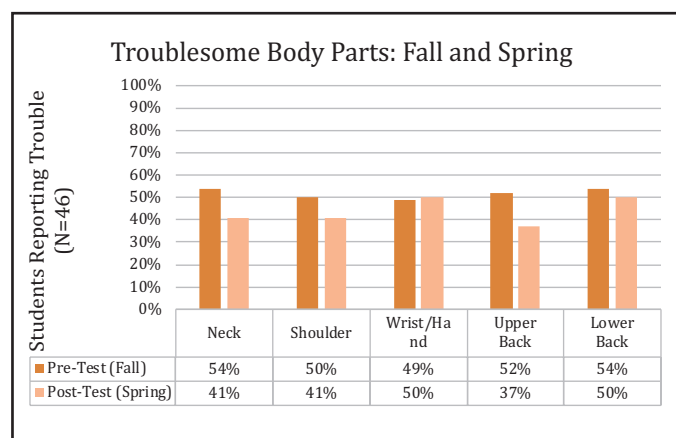 Troublesome Body Parts: Fall and Spring
Students Reporting Trouble
(N=46)
100%
90%
80%
70%
60%
50%
40%
30%
20%
10%
0%
Neck Shoulder Wrist/Ha Upper Lower
nd Back Back
Pre-Test (Fall) 54% 50% 49% 52% 54%
Post-Test (Spring) 41% 41% 50% 37% 50%